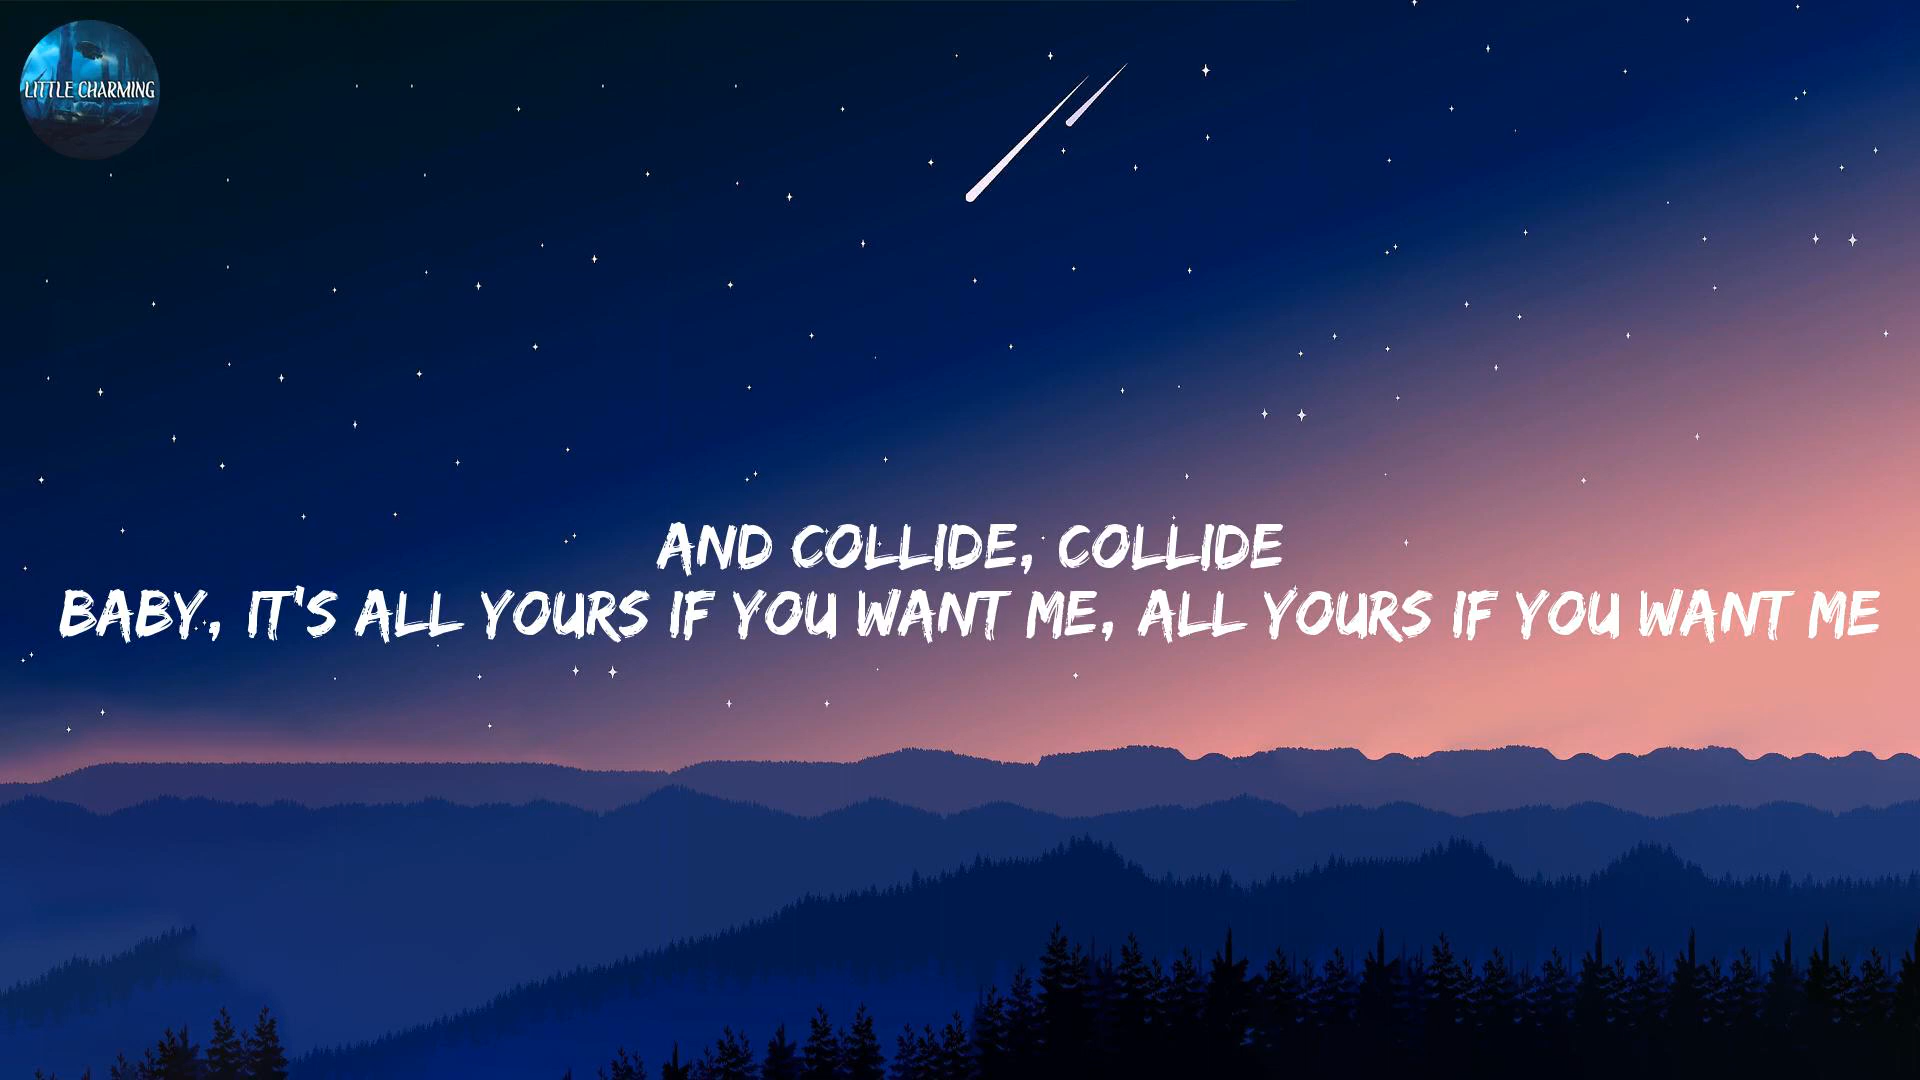 LITTLE CHARMING
AND COLLIDE, COLLIDE
BABY, IT'S ALL YOURS IF YOU WANT ME, ALL YOURS IF YOU WANT ME